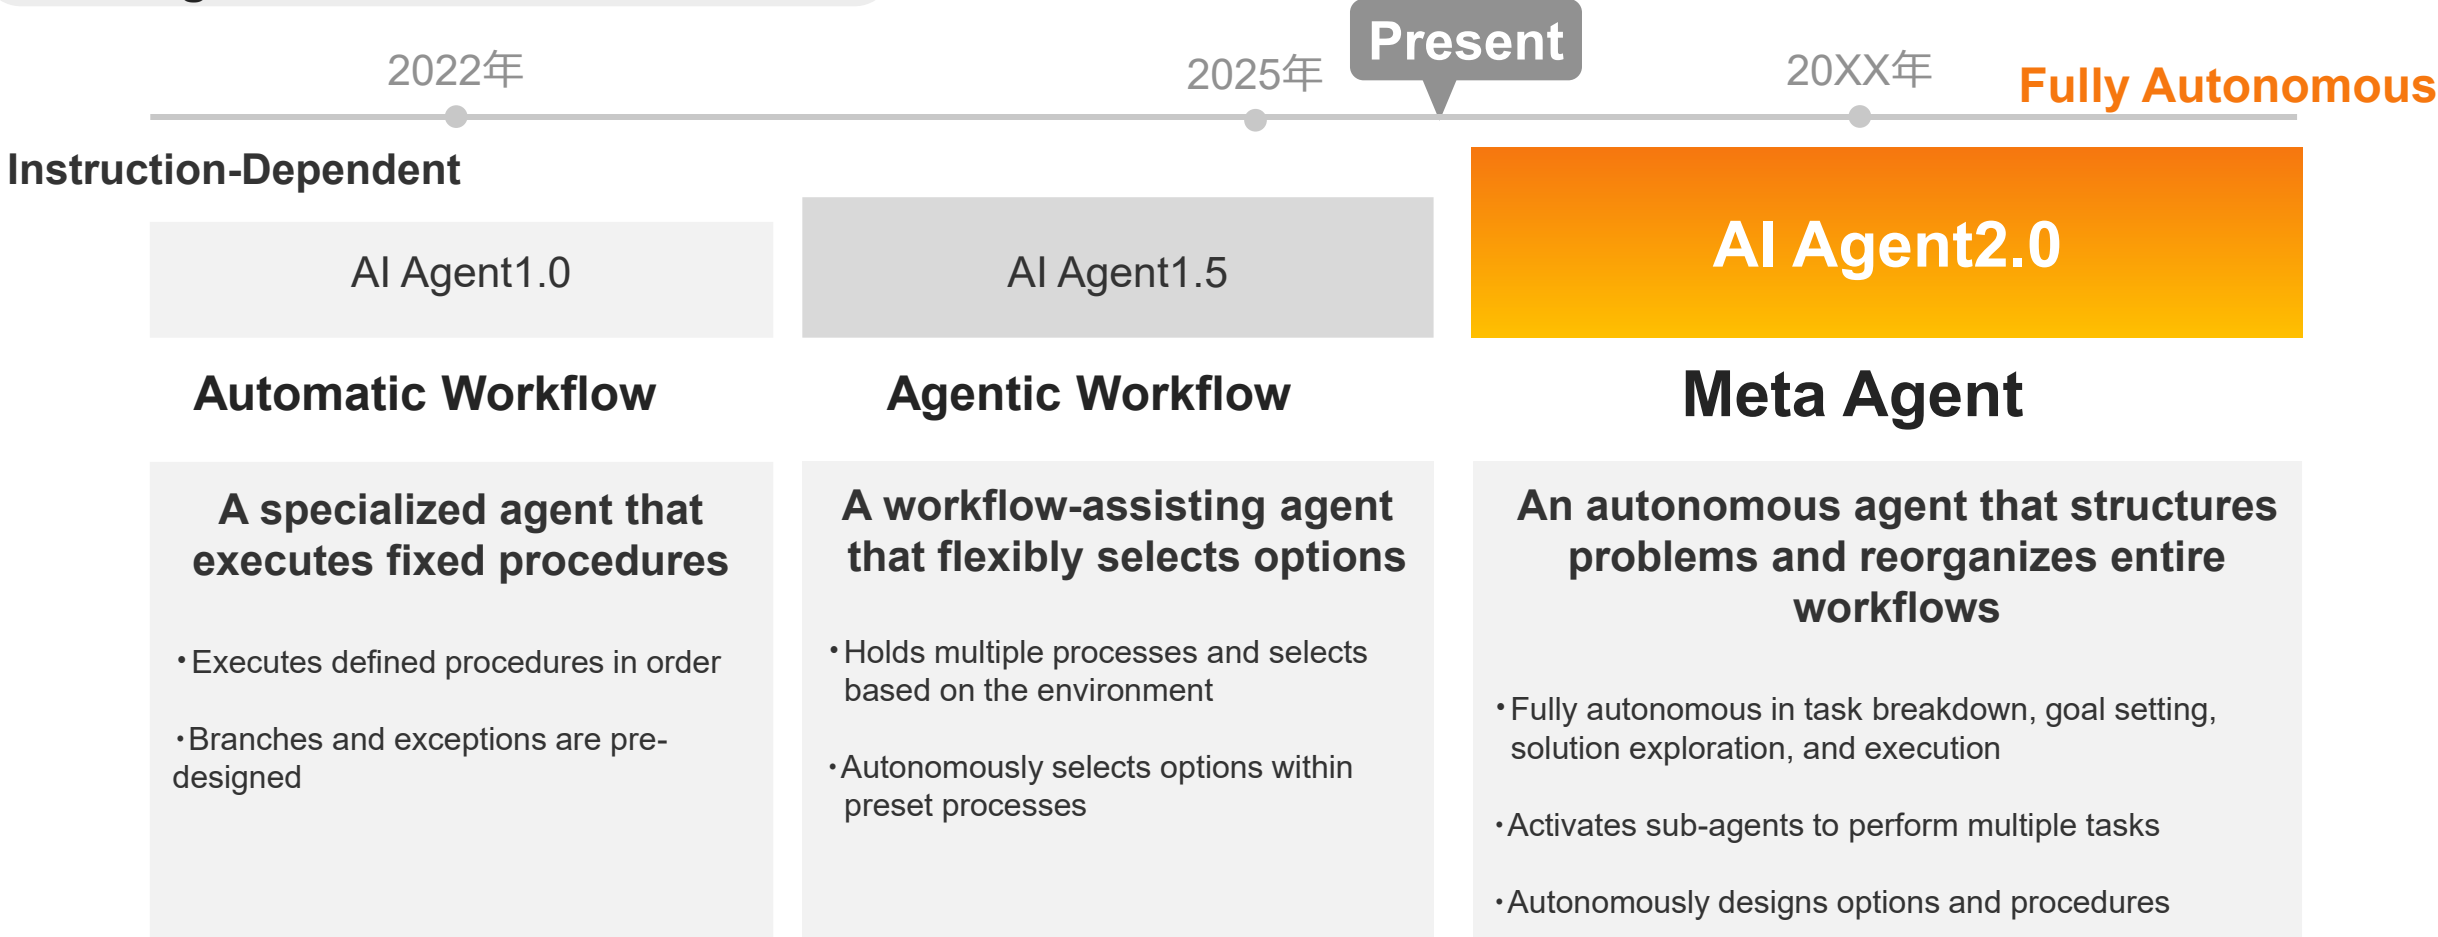 2022年
2025年
Present
20XX年
Fully Autonomous
Instruction-Dependent
AI Agent1.0
Automatic Workflow
A specialized agent that
executes fixed procedures
・Executes defined procedures in order
・Branches and exceptions are pre-
designed
AI Agent1.5
Agentic Workflow
A workflow-assisting agent
that flexibly selects options
・Holds multiple processes and selects
based on the environment
・Autonomously selects options within
preset processes
AI Agent2.0
Meta Agent
An autonomous agent that structures
problems and reorganizes entire
workflows
・Fully autonomous in task breakdown, goal setting,
solution exploration, and execution
・Activates sub-agents to perform multiple tasks
・Autonomously designs options and procedures